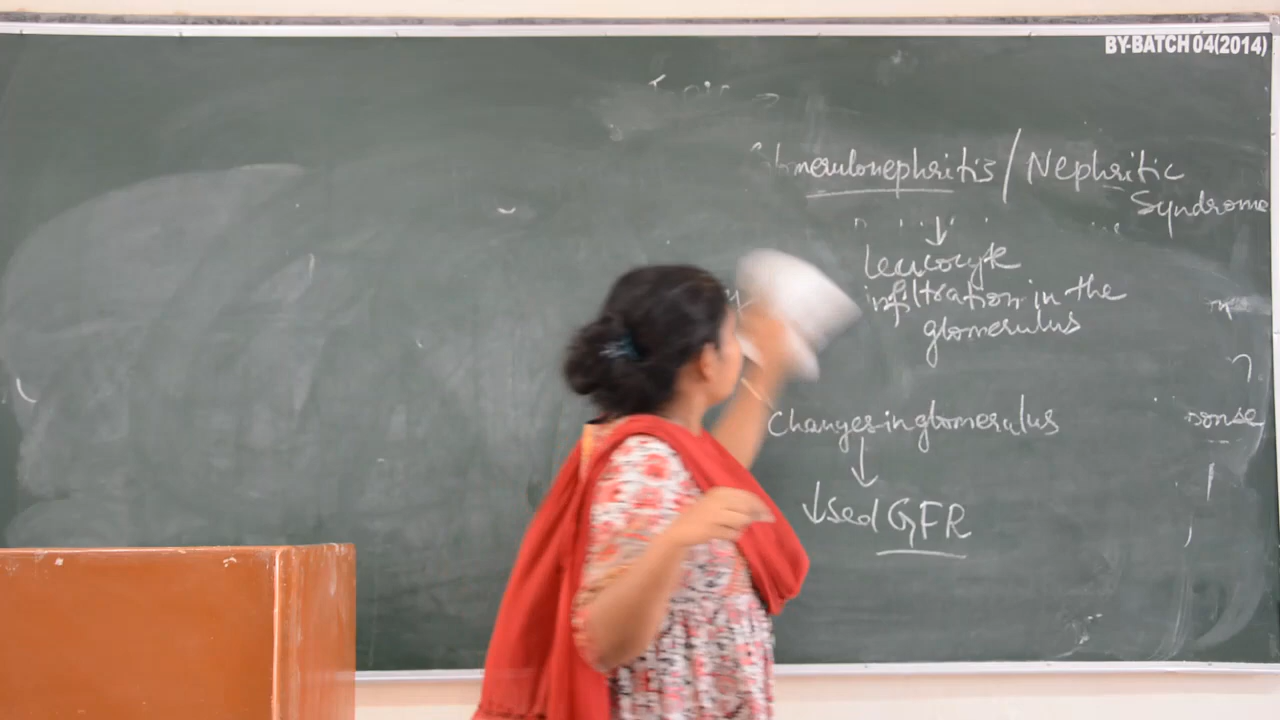 BY-BATCH 04(2014)
Glomerulonephritis / Nephritic
Syndrome
↓
leucocyte
infiltration in the
glomerulus
Changes in glomerulus
↓
↓sed GFR